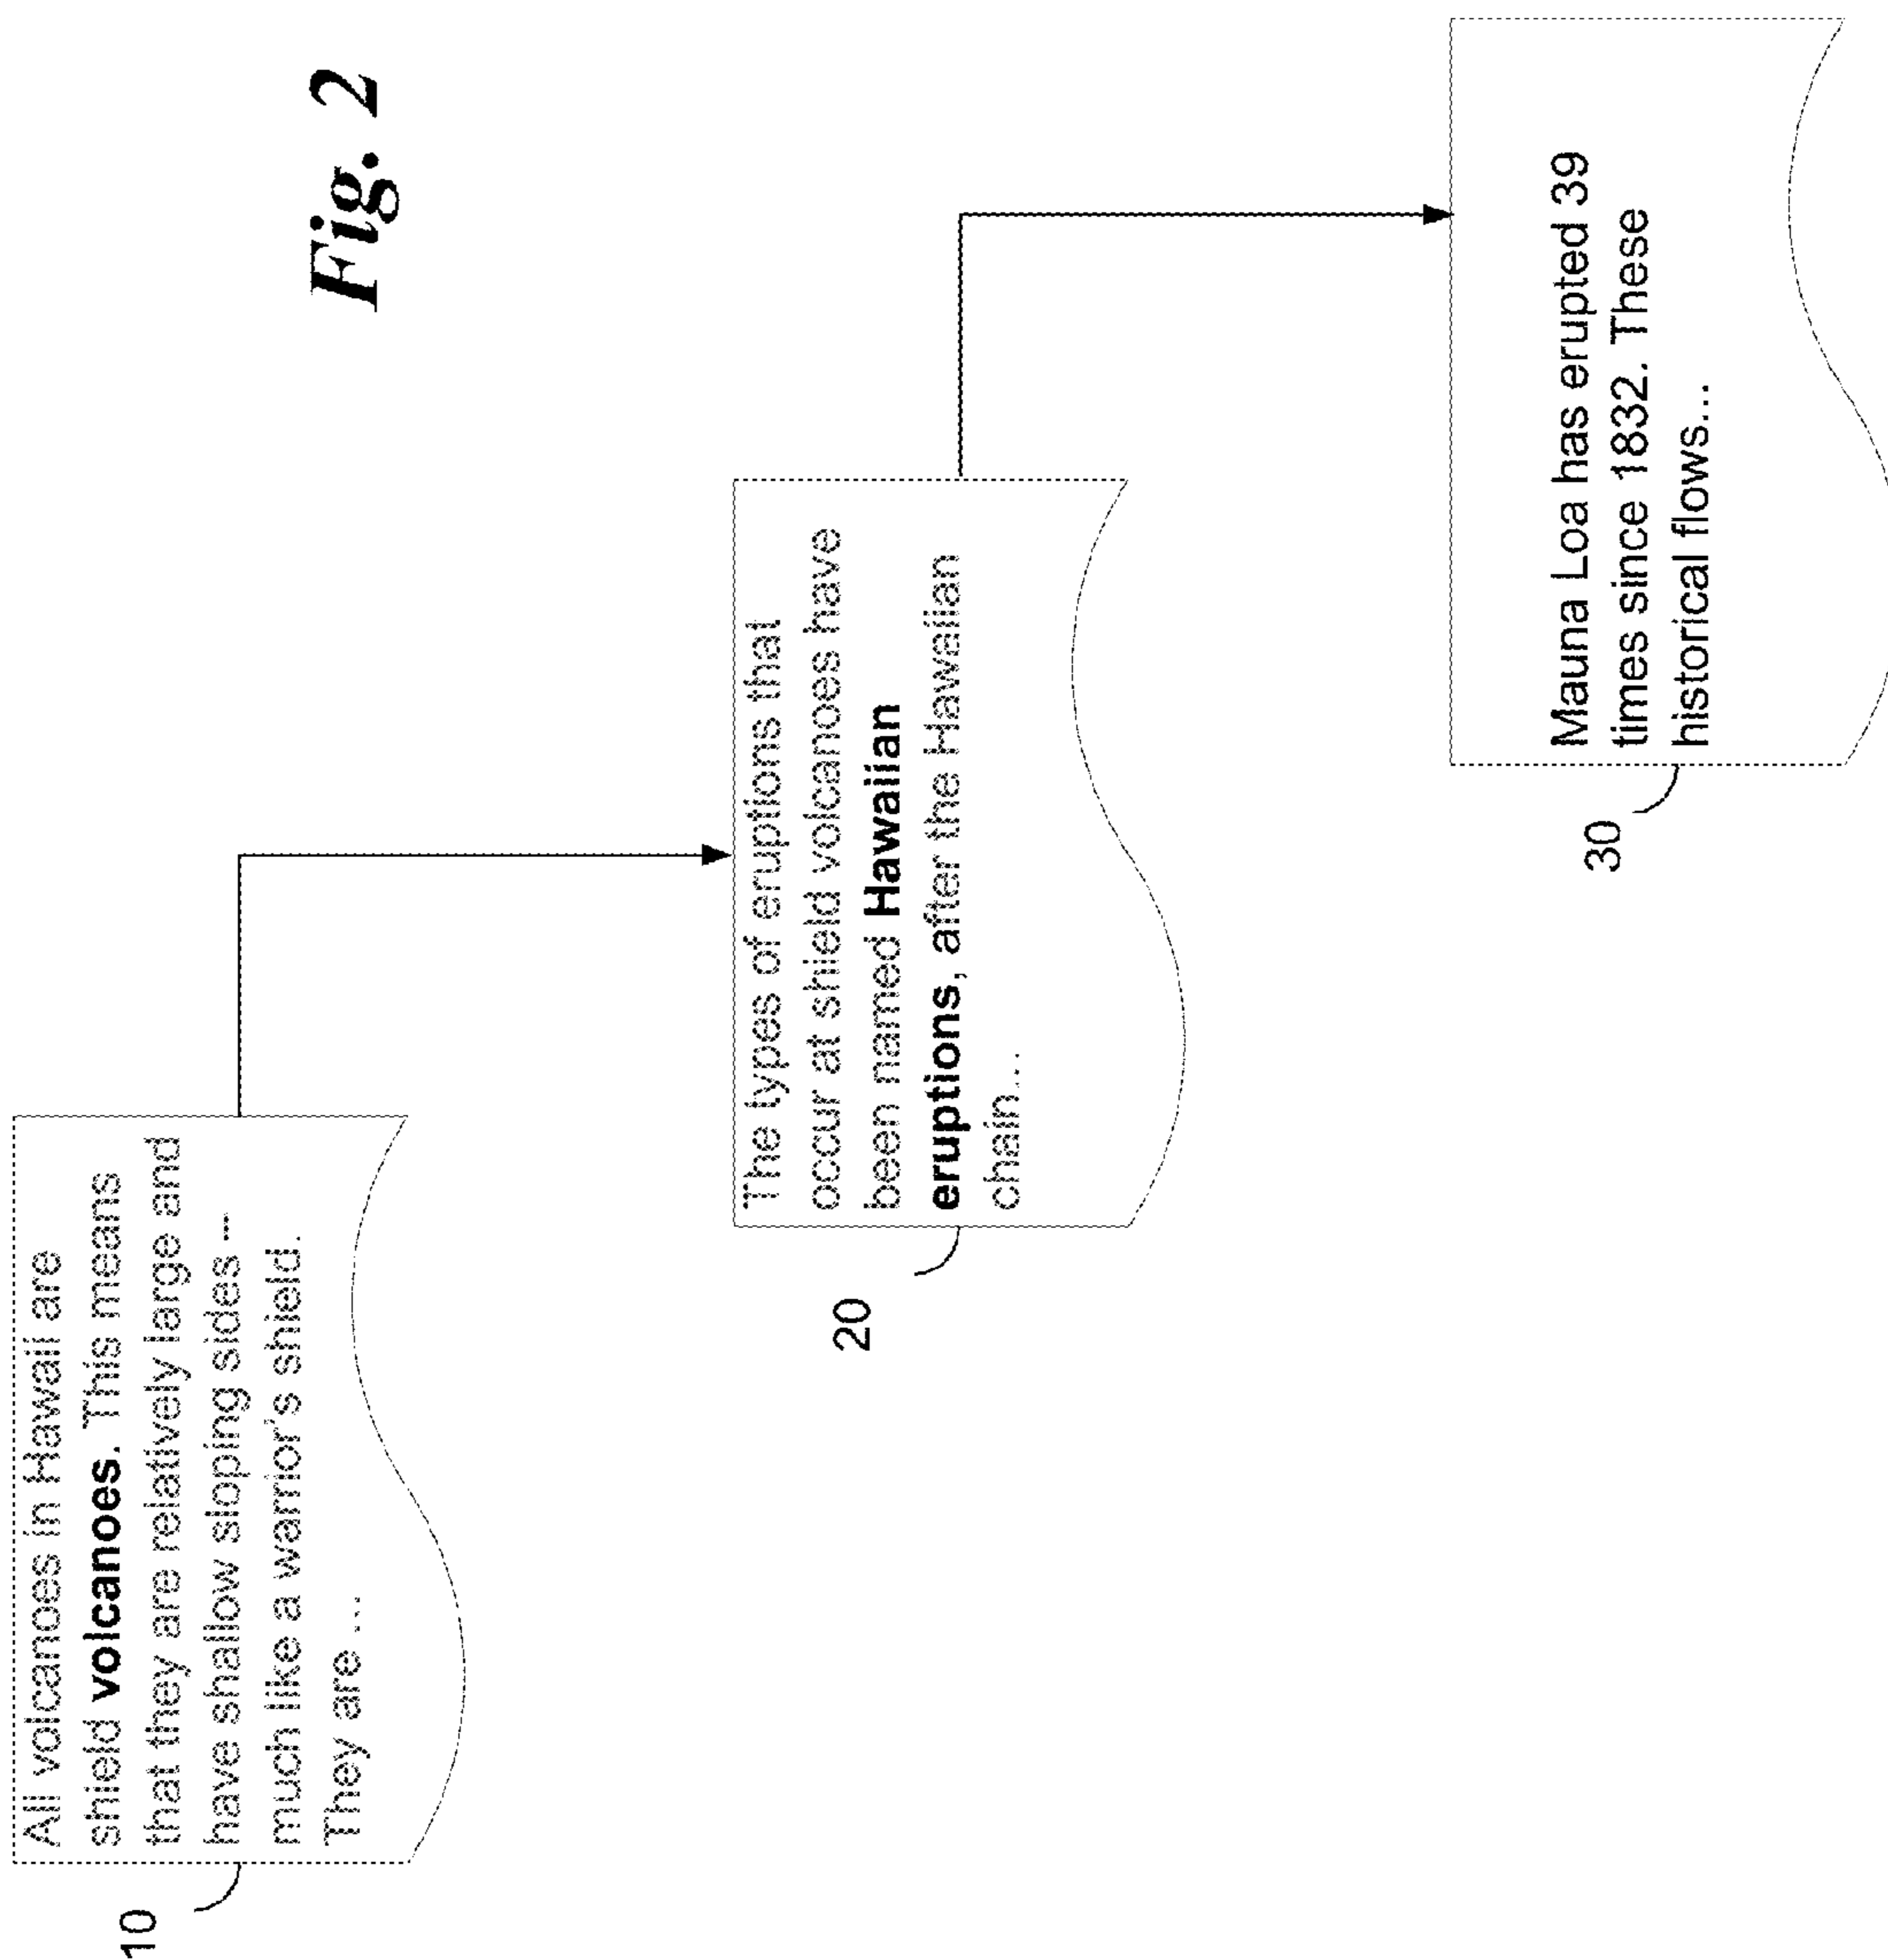 Fig. 2
10
All volcanoes in Hawaii are
shield volcanoes. This means
that they are relatively large and
have shallow sloping sides --
much like a warrior's shield.
They are ...
20
The types of eruptions that
occur at shield volcanoes have
been named Hawaiian
eruptions, after the Hawaiian
chain...
30
Mauna Loa has erupted 39
times since 1832. These
historical flows...